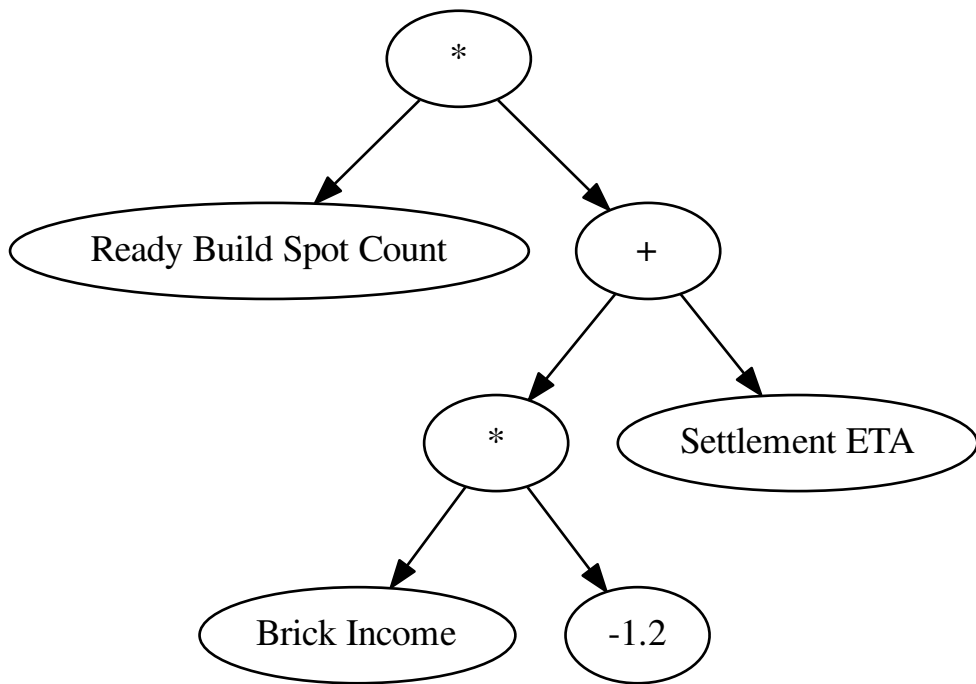 *
Ready Build Spot Count
+
*
Settlement ETA
Brick Income
-1.2